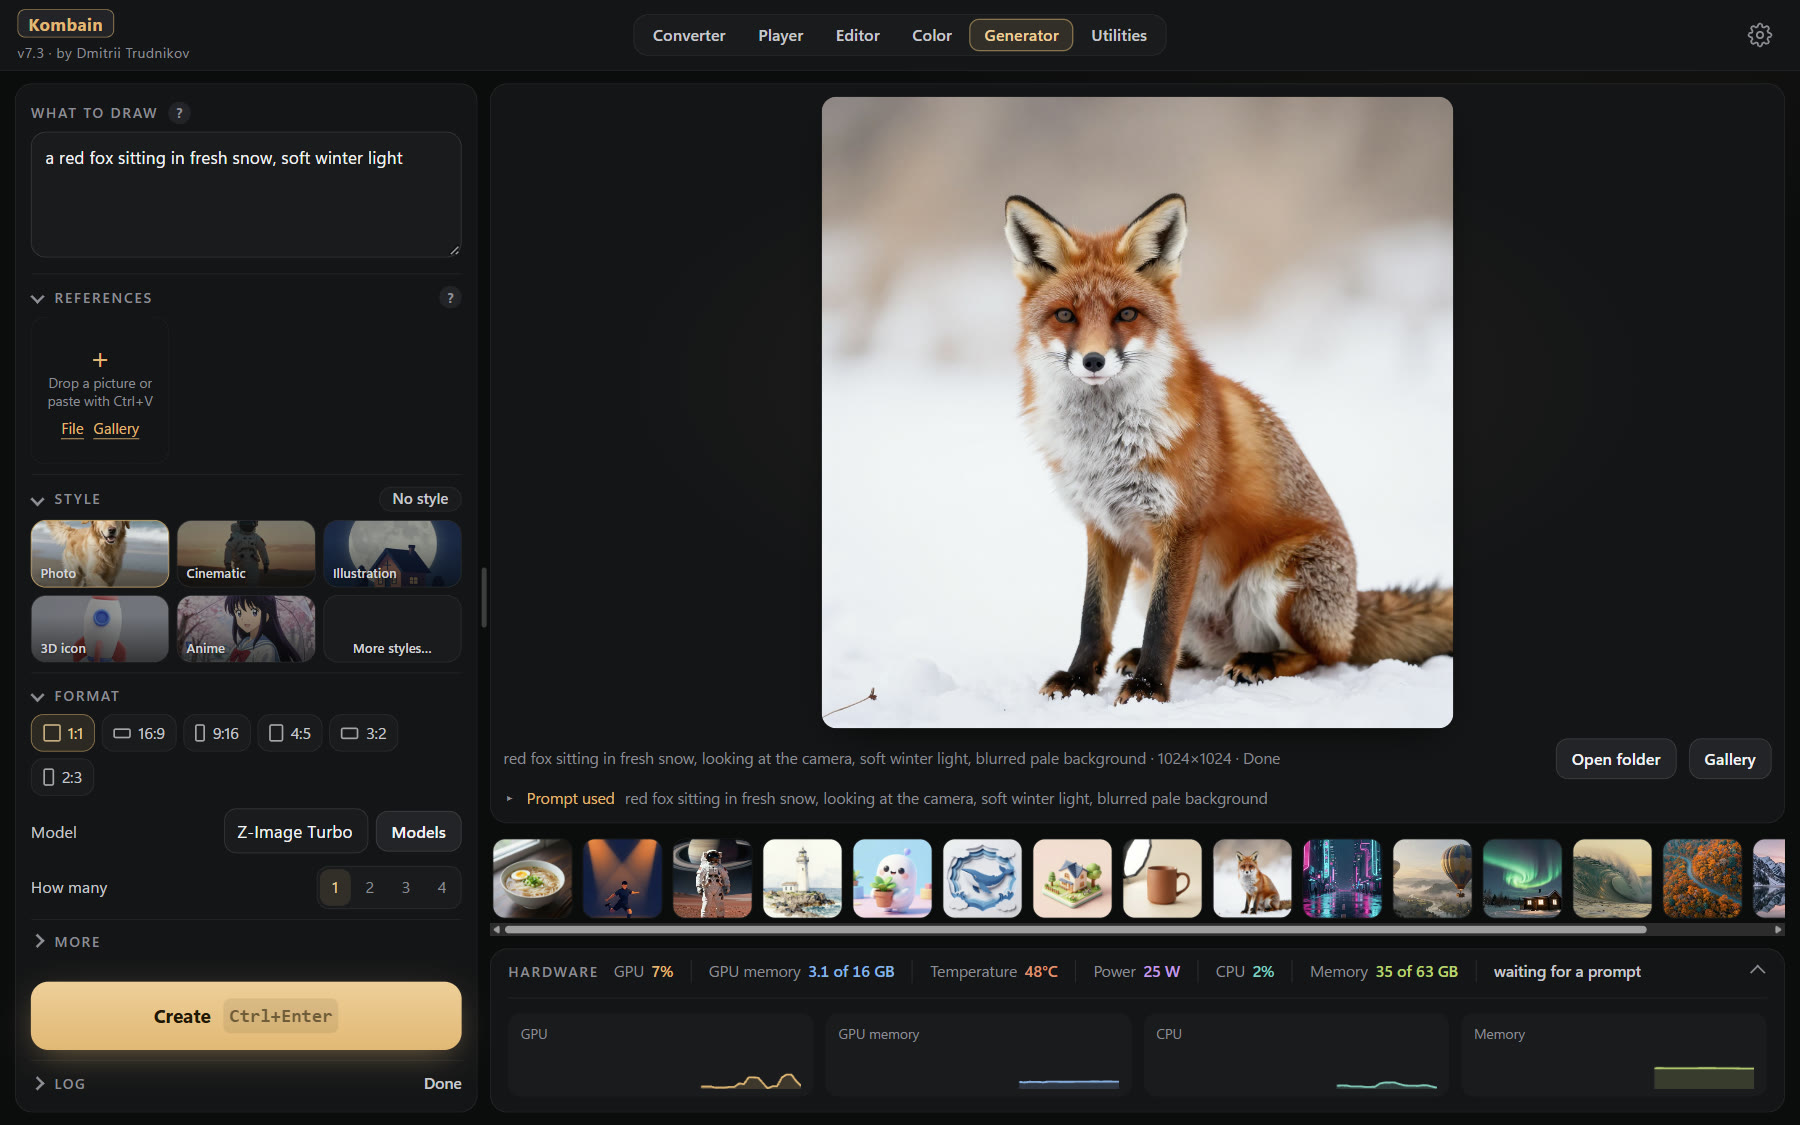 Kombain
v7.3 · by Dmitrii Trudnikov
Converter Player Editor Color Generator Utilities
WHAT TO DRAW ?
a red fox sitting in fresh snow, soft winter light
REFERENCES ?
+
Drop a picture or
paste with Ctrl+V
File Gallery
STYLE No style
Photo Cinematic Illustration
3D icon Anime More styles...
FORMAT
1:1 16:9 9:16 4:5 3:2
2:3
Model Z-Image Turbo Models
How many 1 2 3 4
MORE
Create Ctrl+Enter
LOG Done
red fox sitting in fresh snow, looking at the camera, soft winter light, blurred pale background · 1024×1024 · Done
Open folder Gallery
Prompt used red fox sitting in fresh snow, looking at the camera, soft winter light, blurred pale background
HARDWARE GPU 7% GPU memory 3.1 of 16 GB Temperature 48°C Power 25 W CPU 2% Memory 35 of 63 GB waiting for a prompt
GPU GPU memory CPU Memory